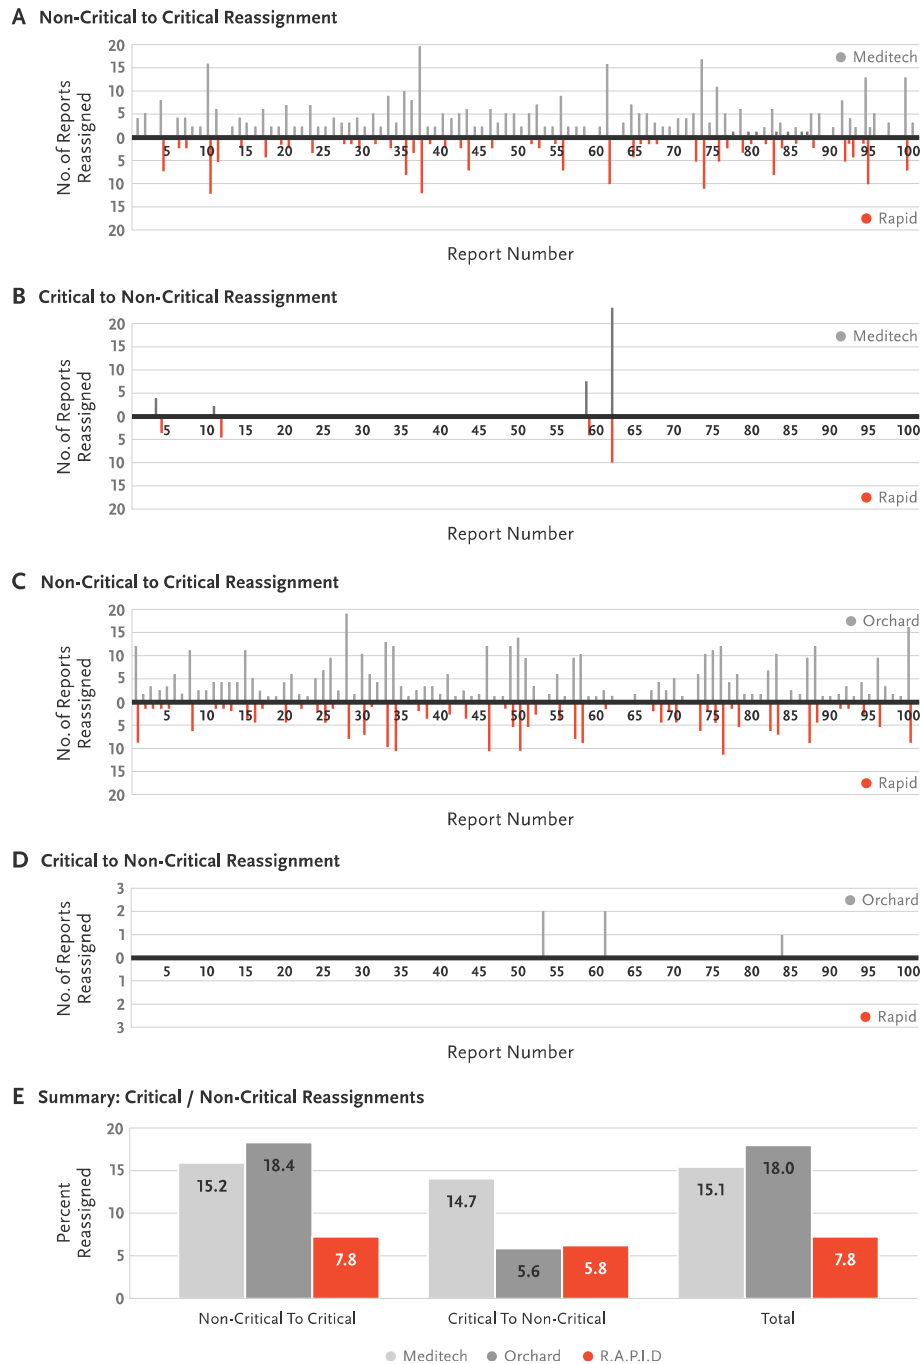 A Non-Critical to Critical Reassignment
No. of Reports
Reassigned
20
15
10
5
0
5
10
15
20
Meditech
5 10 15 20 25 30 35 40 45 50 55 60 65 70 75 80 85 90 95 100
Rapid
Report Number
B Critical to Non-Critical Reassignment
No. of Reports
Reassigned
20
15
10
5
0
5
10
15
20
Meditech
5 10 15 20 25 30 35 40 45 50 55 60 65 70 75 80 85 90 95 100
Rapid
Report Number
C Non-Critical to Critical Reassignment
No. of Reports
Reassigned
20
15
10
5
0
5
10
15
20
Orchard
5 10 15 20 25 30 35 40 45 50 55 60 65 70 75 80 85 90 95 100
Rapid
Report Number
D Critical to Non-Critical Reassignment
No. of Reports
Reassigned
3
2
1
0
1
2
3
Orchard
5 10 15 20 25 30 35 40 45 50 55 60 65 70 75 80 85 90 95 100
Rapid
Report Number
E Summary: Critical / Non-Critical Reassignments
Percent
Reassigned
20
15
10
5
0
15.2 18.4 7.8
14.7 5.6 5.8
15.1 18.0 7.8
Non-Critical To Critical Critical To Non-Critical Total
Meditech Orchard R.A.P.I.D